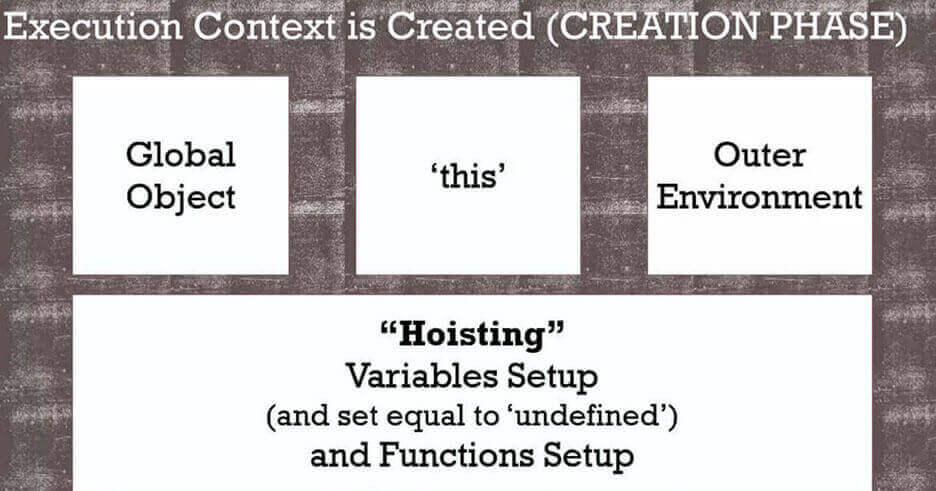 Execution Context is Created (CREATION PHASE)
Global
Object
‘this’
Outer
Environment
“Hoisting”
Variables Setup
(and set equal to ‘undefined’)
and Functions Setup